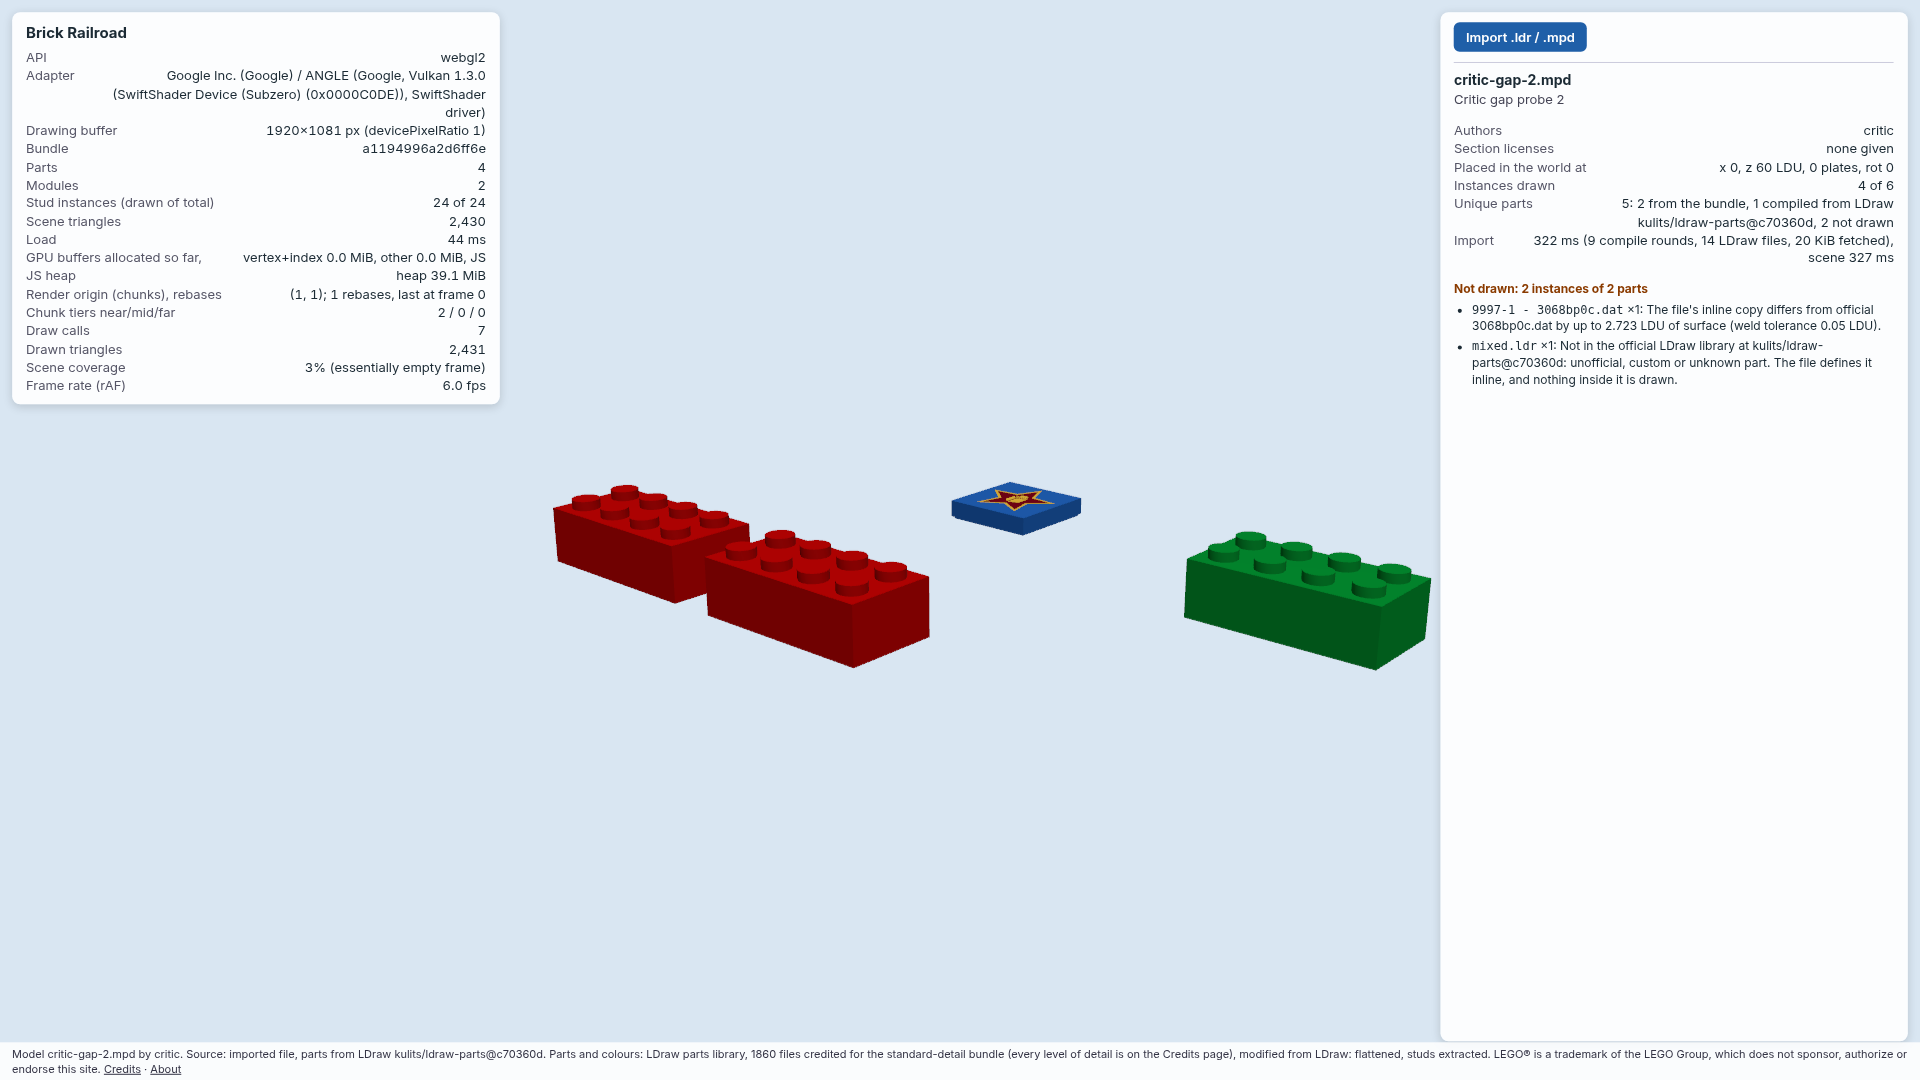 Brick Railroad
API webgl2
Adapter Google Inc. (Google) / ANGLE (Google, Vulkan 1.3.0
(SwiftShader Device (Subzero) (0x0000C0DE)), SwiftShader
driver)
Drawing buffer 1920×1081 px (devicePixelRatio 1)
Bundle a1194996a2d6ff6e
Parts 4
Modules 2
Stud instances (drawn of total) 24 of 24
Scene triangles 2,430
Load 44 ms
GPU buffers allocated so far, vertex+index 0.0 MiB, other 0.0 MiB, JS
JS heap heap 39.1 MiB
Render origin (chunks), rebases (1, 1); 1 rebases, last at frame 0
Chunk tiers near/mid/far 2 / 0 / 0
Draw calls 7
Drawn triangles 2,431
Scene coverage 3% (essentially empty frame)
Frame rate (rAF) 6.0 fps
Import .ldr / .mpd
critic-gap-2.mpd
Critic gap probe 2
Authors critic
Section licenses none given
Placed in the world at x 0, z 60 LDU, 0 plates, rot 0
Instances drawn 4 of 6
Unique parts 5: 2 from the bundle, 1 compiled from LDraw
kulits/ldraw-parts@c70360d, 2 not drawn
Import 322 ms (9 compile rounds, 14 LDraw files, 20 KiB fetched),
scene 327 ms
Not drawn: 2 instances of 2 parts
• 9997-1 - 3068bp0c.dat ×1: The file's inline copy differs from official
3068bp0c.dat by up to 2.723 LDU of surface (weld tolerance 0.05 LDU).
• mixed.ldr ×1: Not in the official LDraw library at kulits/ldraw-
parts@c70360d: unofficial, custom or unknown part. The file defines it
inline, and nothing inside it is drawn.
Model critic-gap-2.mpd by critic. Source: imported file, parts from LDraw kulits/ldraw-parts@c70360d. Parts and colours: LDraw parts library, 1860 files credited for the standard-detail bundle (every level of detail is on the Credits page), modified from LDraw: flattened, studs extracted. LEGO® is a trademark of the LEGO Group, which does not sponsor, authorize or
endorse this site. Credits · About